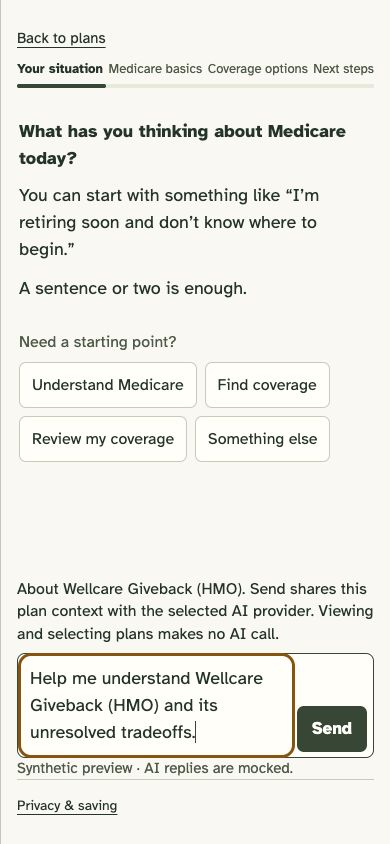 Back to plans
Your situation Medicare basics Coverage options Next steps
What has you thinking about Medicare
today?
You can start with something like “I’m
retiring soon and don’t know where to
begin.”
A sentence or two is enough.
Need a starting point?
Understand Medicare Find coverage
Review my coverage Something else
About Wellcare Giveback (HMO). Send shares this
plan context with the selected AI provider. Viewing
and selecting plans makes no AI call.
Help me understand Wellcare
Giveback (HMO) and its
unresolved tradeoffs.
Send
Synthetic preview · AI replies are mocked.
Privacy & saving